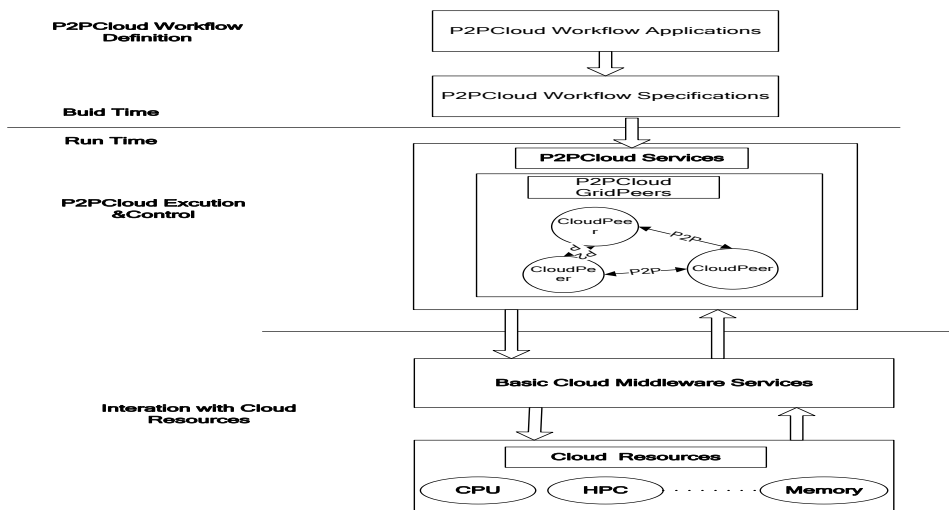 P2PCloud Workflow
Definition
P2PCloud Workflow Applications
P2PCloud Workflow Specifications
Buid Time
Run Time
P2PCloud Services
P2PCloud
GridPeers
P2PCloud Excution
&Control
CloudPee
r
P2P
P2P
CloudPe
er
P2P
CloudPeer
Basic Cloud Middleware Services
Interation with Cloud
Resources
Cloud Resources
CPU
HPC
Memory